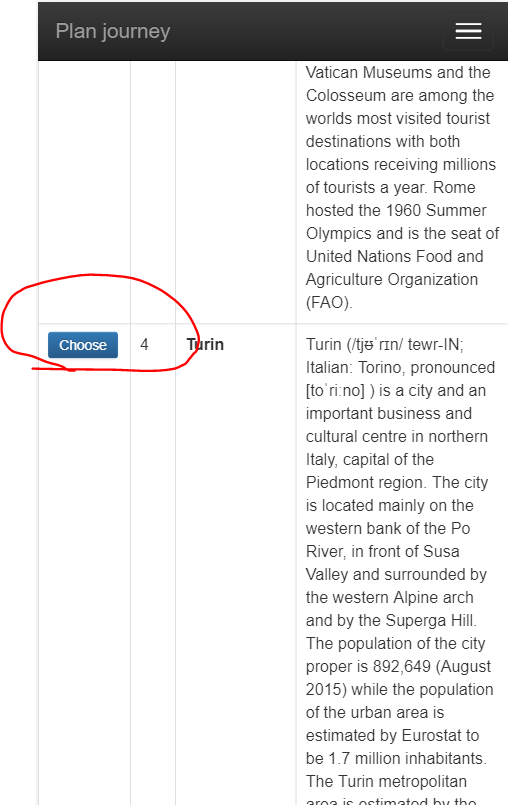 Plan journey
Vatican Museums and the
Colosseum are among the
worlds most visited tourist
destinations with both
locations receiving millions
of tourists a year. Rome
hosted the 1960 Summer
Olympics and is the seat of
United Nations Food and
Agriculture Organization
(FAO).
Choose 4 Turin
Turin (/tjʉˈrɪn/ tewr-IN;
Italian: Torino, pronounced
[toˈriːno] ) is a city and an
important business and
cultural centre in northern
Italy, capital of the
Piedmont region. The city
is located mainly on the
western bank of the Po
River, in front of Susa
Valley and surrounded by
the western Alpine arch
and by the Superga Hill.
The population of the city
proper is 892,649 (August
2015) while the population
of the urban area is
estimated by Eurostat to
be 1.7 million inhabitants.
The Turin metropolitan
area is estimated by the